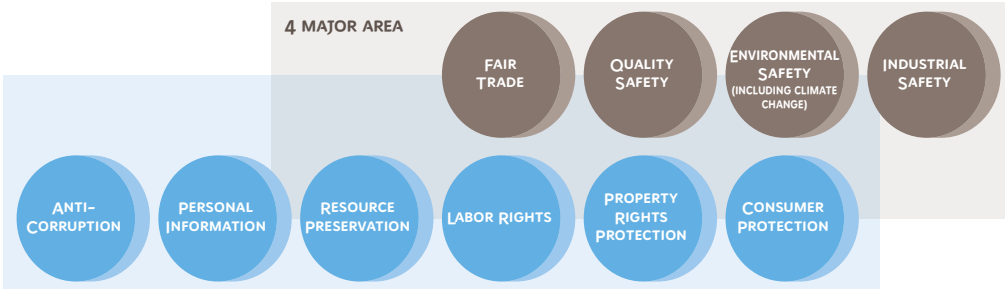 4 MAJOR AREA
FAIR
TRADE
QUALITY
SAFETY
ENVIRONMENTAL
SAFETY
(INCLUDING CLIMATE
CHANGE)
INDUSTRIAL
SAFETY
ANTI-
CORRUPTION
PERSONAL
INFORMATION
RESOURCE
PRESERVATION
LABOR RIGHTS
PROPERTY
RIGHTS
PROTECTION
CONSUMER
PROTECTION